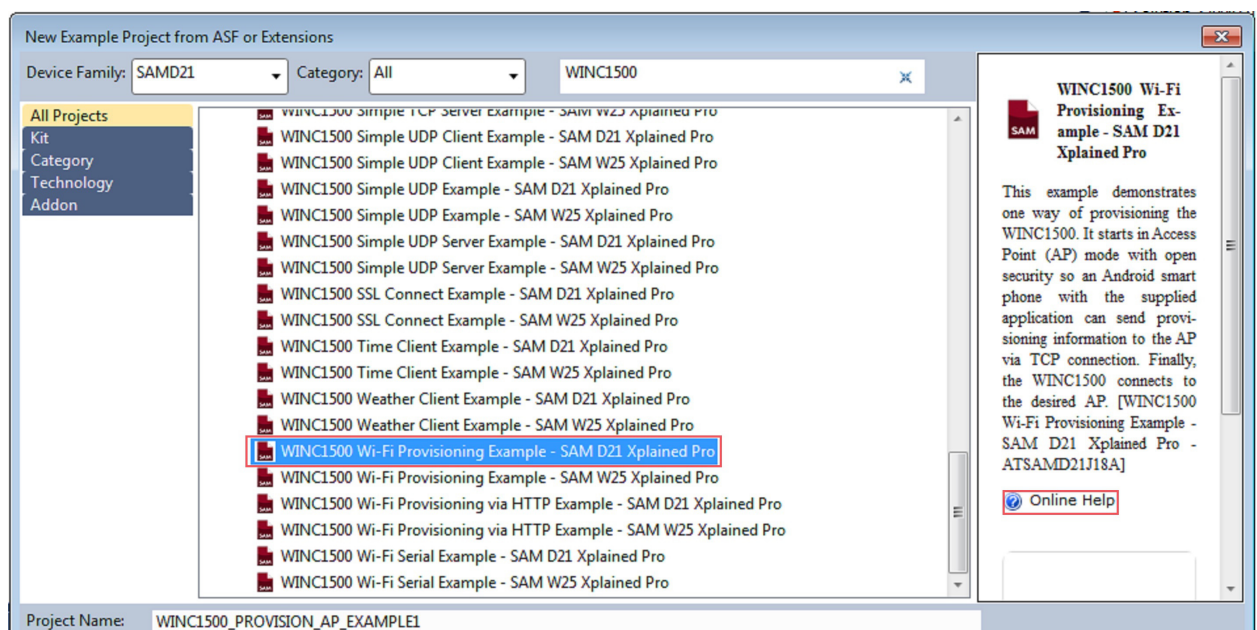 New Example Project from ASF or Extensions
Device Family: SAMD21 Category: All WINC1500
All Projects
Kit
Category
Technology
Addon
WINC1500 Simple TCP Server Example - SAM W25 Xplained Pro
WINC1500 Simple UDP Client Example - SAM D21 Xplained Pro
WINC1500 Simple UDP Client Example - SAM W25 Xplained Pro
WINC1500 Simple UDP Example - SAM D21 Xplained Pro
WINC1500 Simple UDP Example - SAM W25 Xplained Pro
WINC1500 Simple UDP Server Example - SAM D21 Xplained Pro
WINC1500 Simple UDP Server Example - SAM W25 Xplained Pro
WINC1500 SSL Connect Example - SAM D21 Xplained Pro
WINC1500 SSL Connect Example - SAM W25 Xplained Pro
WINC1500 Time Client Example - SAM D21 Xplained Pro
WINC1500 Time Client Example - SAM W25 Xplained Pro
WINC1500 Weather Client Example - SAM D21 Xplained Pro
WINC1500 Weather Client Example - SAM W25 Xplained Pro
WINC1500 Wi-Fi Provisioning Example - SAM D21 Xplained Pro
WINC1500 Wi-Fi Provisioning Example - SAM W25 Xplained Pro
WINC1500 Wi-Fi Provisioning via HTTP Example - SAM D21 Xplained Pro
WINC1500 Wi-Fi Provisioning via HTTP Example - SAM W25 Xplained Pro
WINC1500 Wi-Fi Serial Example - SAM D21 Xplained Pro
WINC1500 Wi-Fi Serial Example - SAM W25 Xplained Pro
SAM
WINC1500 Wi-Fi
Provisioning Ex-
ample - SAM D21
Xplained Pro
This example demonstrates
one way of provisioning the
WINC1500. It starts in Access
Point (AP) mode with open
security so an Android smart
phone with the supplied
application can send provi-
sioning information to the AP
via TCP connection. Finally,
the WINC1500 connects to
the desired AP. [WINC1500
Wi-Fi Provisioning Example -
SAM D21 Xplained Pro -
ATSAMD21J18A]
Online Help
Project Name: WINC1500_PROVISION_AP_EXAMPLE1